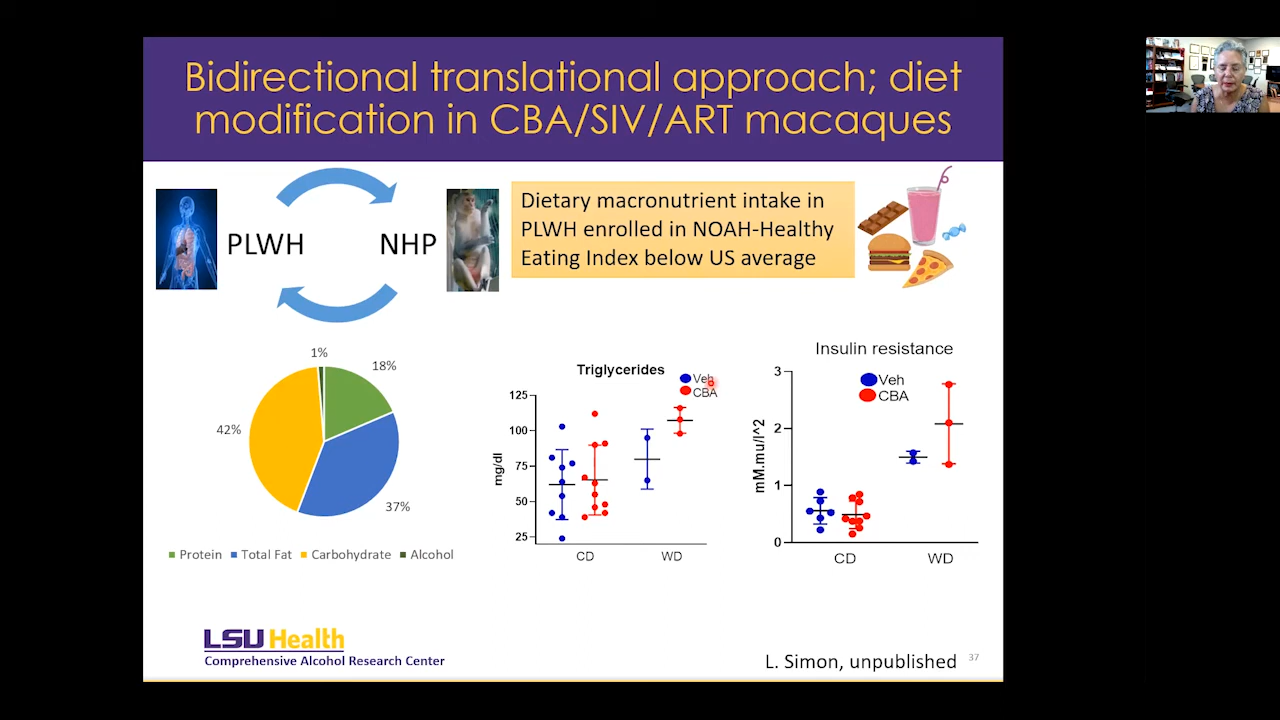 Bidirectional translational approach; diet
modification in CBA/SIV/ART macaques
PLWH
NHP
Dietary macronutrient intake in
PLWH enrolled in NOAH-Healthy
Eating Index below US average
1%
18%
42%
37%
Protein Total Fat Carbohydrate Alcohol
Triglycerides
Veh
CBA
125
100
75
50
25
mg/dl
CD WD
Insulin resistance
Veh
CBA
3
2
1
0
mM.mu/l^2
CD WD
LSU Health
Comprehensive Alcohol Research Center
L. Simon, unpublished
37